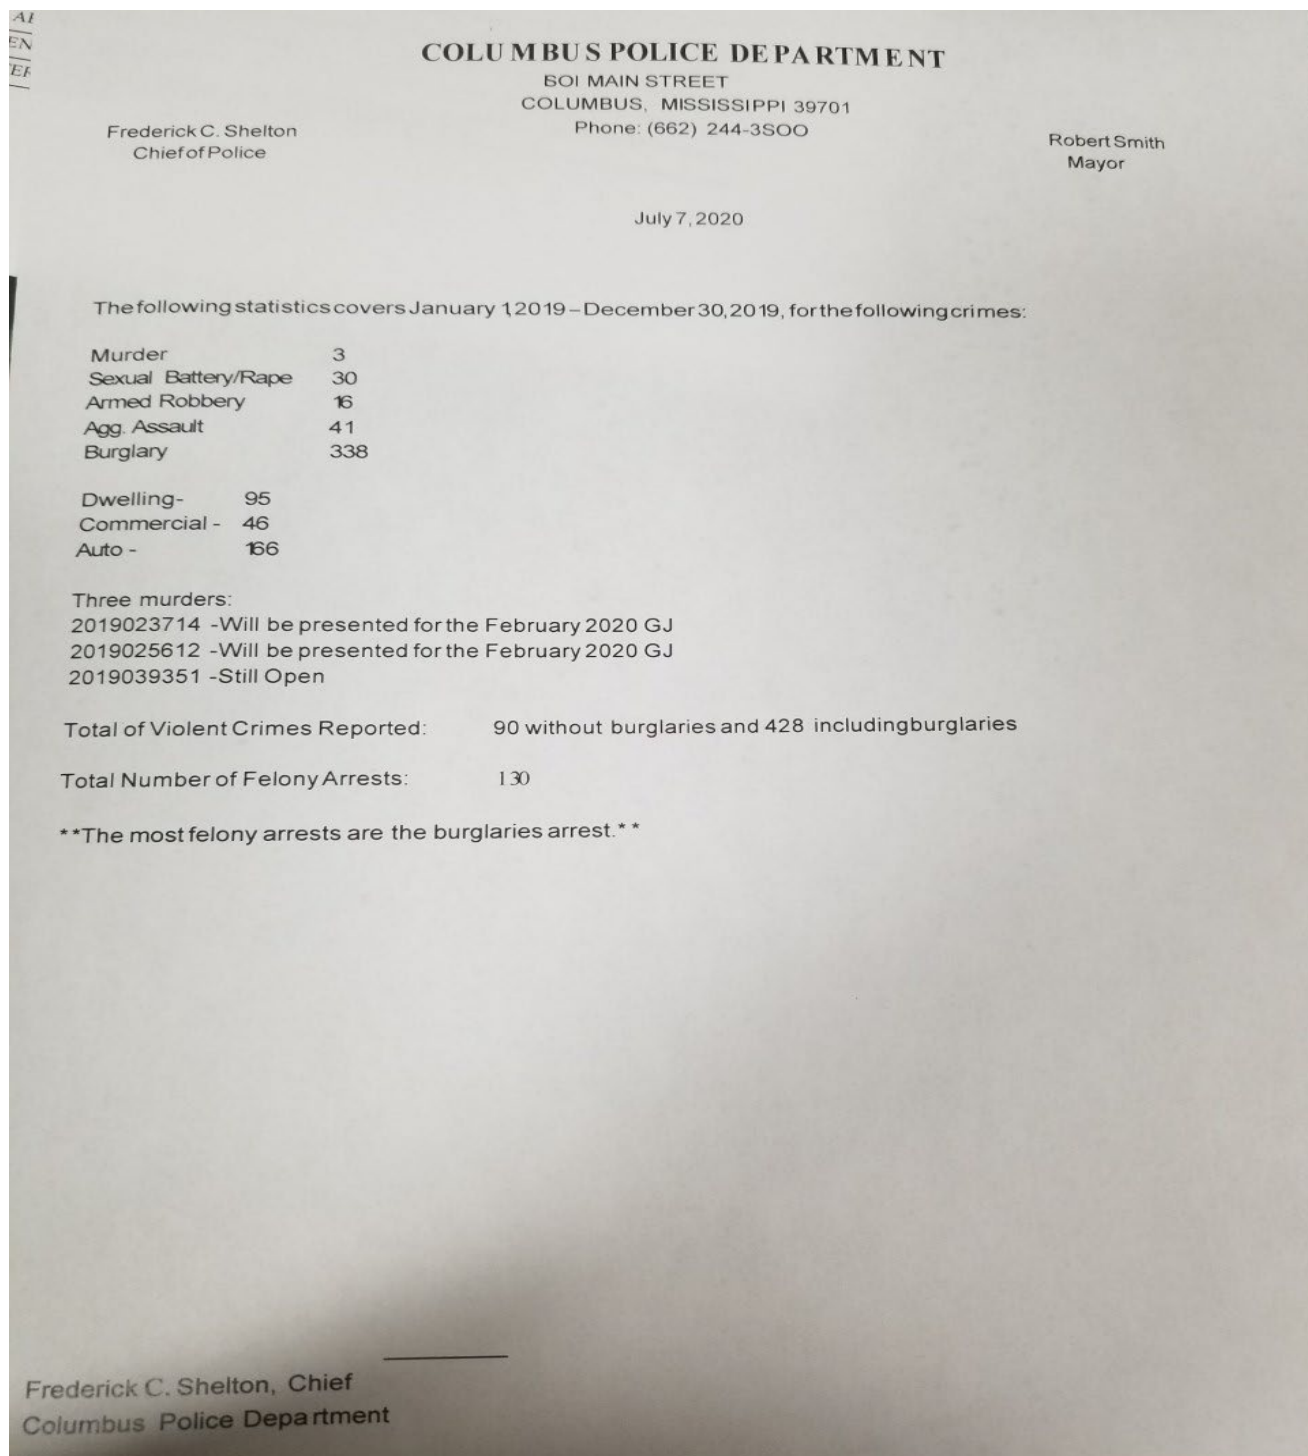 AI
EN
COLUMBUS POLICE DEPARTMENT
BOI MAIN STREET
COLUMBUS, MISSISSIPPI 39701
Phone: (662) 244-3SOO
Frederick C. Shelton
Chief of Police
Robert Smith
Mayor
July 7, 2020
The following statistics covers January 1, 2019 – December 30, 2019, for the following crimes:
Murder 3
Sexual Battery/Rape 30
Armed Robbery 16
Agg. Assault 41
Burglary 338
Dwelling- 95
Commercial - 46
Auto - 166
Three murders:
2019023714 -Will be presented for the February 2020 GJ
2019025612 -Will be presented for the February 2020 GJ
2019039351 -Still Open
Total of Violent Crimes Reported: 90 without burglaries and 428 including burglaries
Total Number of Felony Arrests: 130
**The most felony arrests are the burglaries arrest.**
Frederick C. Shelton, Chief
Columbus Police Department